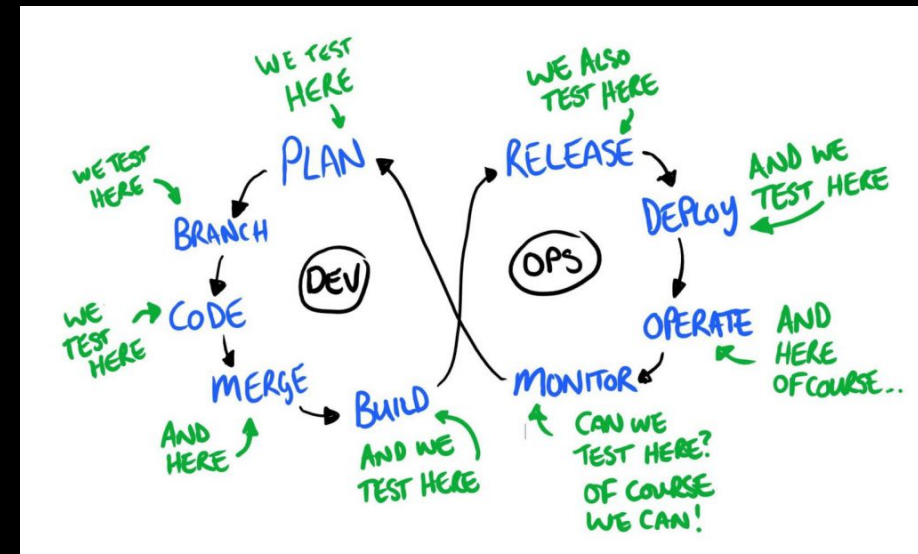 WE TEST
HERE
PLAN
WE TEST
HERE
BRANCH
DEV
WE
TEST
HERE
CODE
MERGE
AND
HERE
BUILD
AND WE
TEST HERE
WE ALSO
TEST HERE
RELEASE
AND WE
TEST HERE
DEPLOY
OPS
OPERATE
AND
HERE
OFCOURSE..
MONITOR
CAN WE
TEST HERE?
OF COURSE
WE CAN!